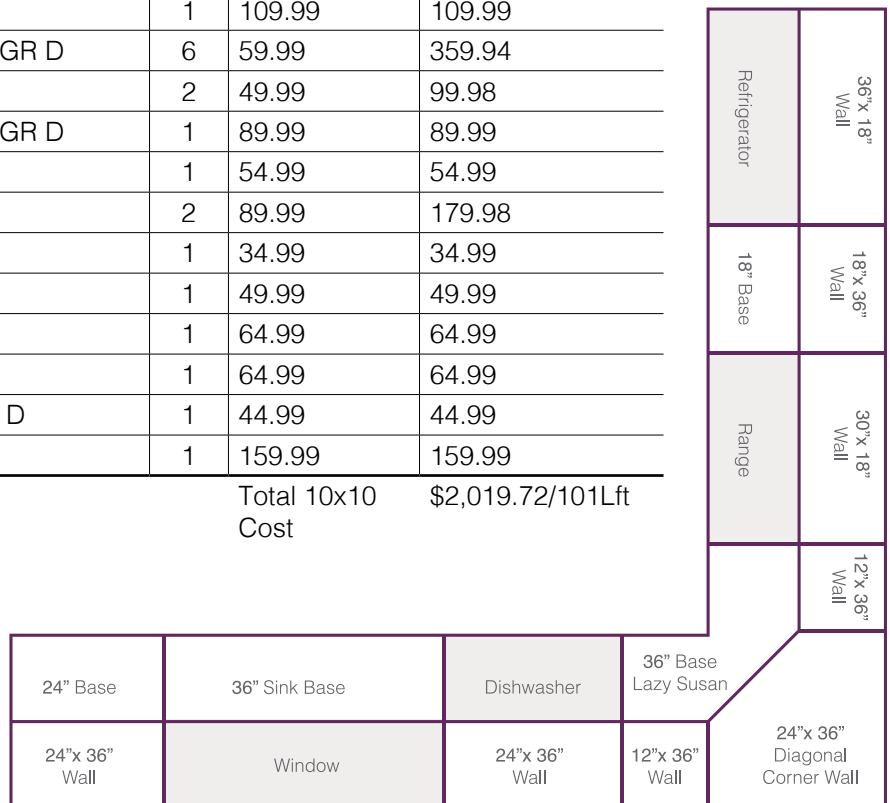 1 109.99 109.99
GR D 6 59.99 359.94
2 49.99 99.98
GR D 1 89.99 89.99
1 54.99 54.99
2 89.99 179.98
1 34.99 34.99
1 49.99 49.99
1 64.99 64.99
1 64.99 64.99
D 1 44.99 44.99
1 159.99 159.99
Total 10x10 $2,019.72/101Lft
Cost
Refrigerator
36"x 18"
Wall
18" Base
18"x 36"
Wall
Range
30"x 18"
Wall
12"x 36"
Wall
24" Base
36" Sink Base
Dishwasher
36" Base
Lazy Susan
24"x 36"
Wall
Window
24"x 36"
Wall
12"x 36"
Wall
24"x 36"
Diagonal
Corner Wall